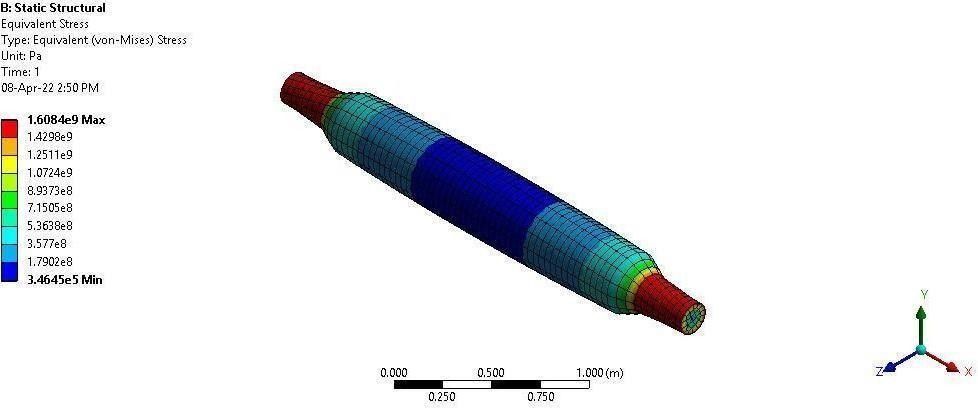 B: Static Structural
Equivalent Stress
Type: Equivalent (von-Mises) Stress
Unit: Pa
Time: 1
08-Apr-22 2:50 PM
1.6084e9 Max
1.4298e9
1.2511e9
1.0724e9
8.9373e8
7.1505e8
5.3638e8
3.577e8
1.7902e8
3.4645e5 Min
0.000 0.500 1.000 (m)
0.250 0.750
Y
Z X